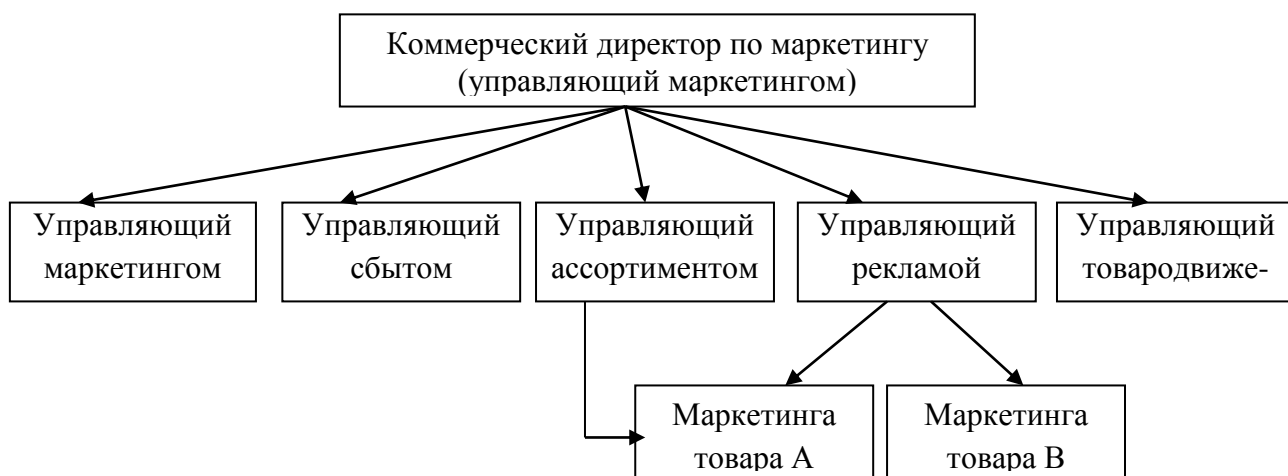 Коммерческий директор по маркетингу
(управляющий маркетингом)
Управляющий
маркетингом
Управляющий
сбытом
Управляющий
ассортиментом
Управляющий
рекламой
Управляющий
товародвиже-
Маркетинга
товара А
Маркетинга
товара В